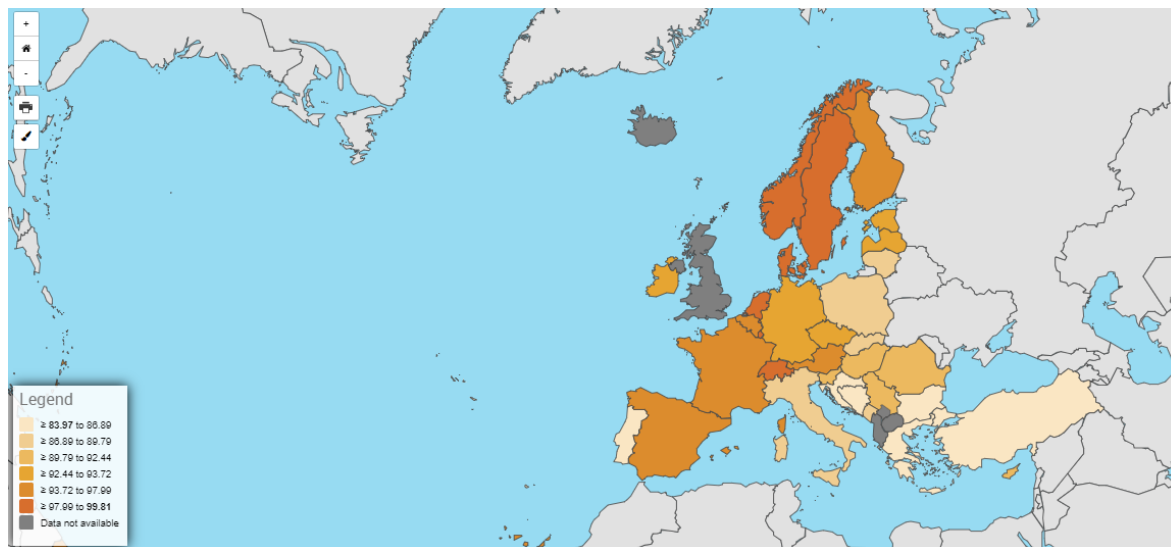 +
-
Legend
≥ 83.97 to 86.89
≥ 86.89 to 89.79
≥ 89.79 to 92.44
≥ 92.44 to 93.72
≥ 93.72 to 97.99
≥ 97.99 to 99.81
Data not available